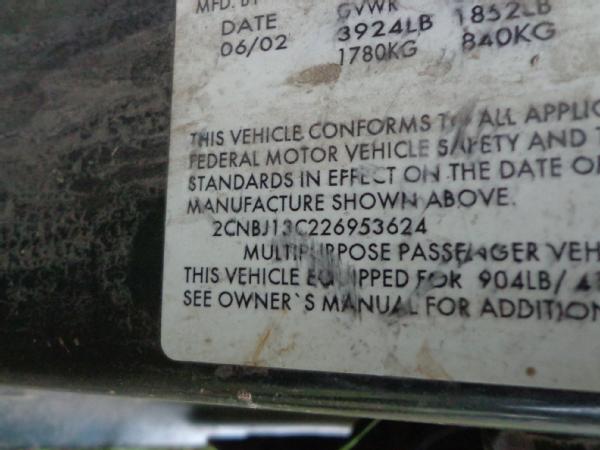 MFD. BY GVWR
DATE 3924LB 1852LB
06/02 1780KG 840KG
THIS VEHICLE CONFORMS TO ALL APPLIC
FEDERAL MOTOR VEHICLE SAFETY AND T
STANDARDS IN EFFECT ON THE DATE OF
MANUFACTURE SHOWN ABOVE.
2CNBJ13C226953624
MULTIPURPOSE PASSENGER VEH
THIS VEHICLE EQUIPPED FOR 904LB/ 41
SEE OWNER`S MANUAL FOR ADDITION